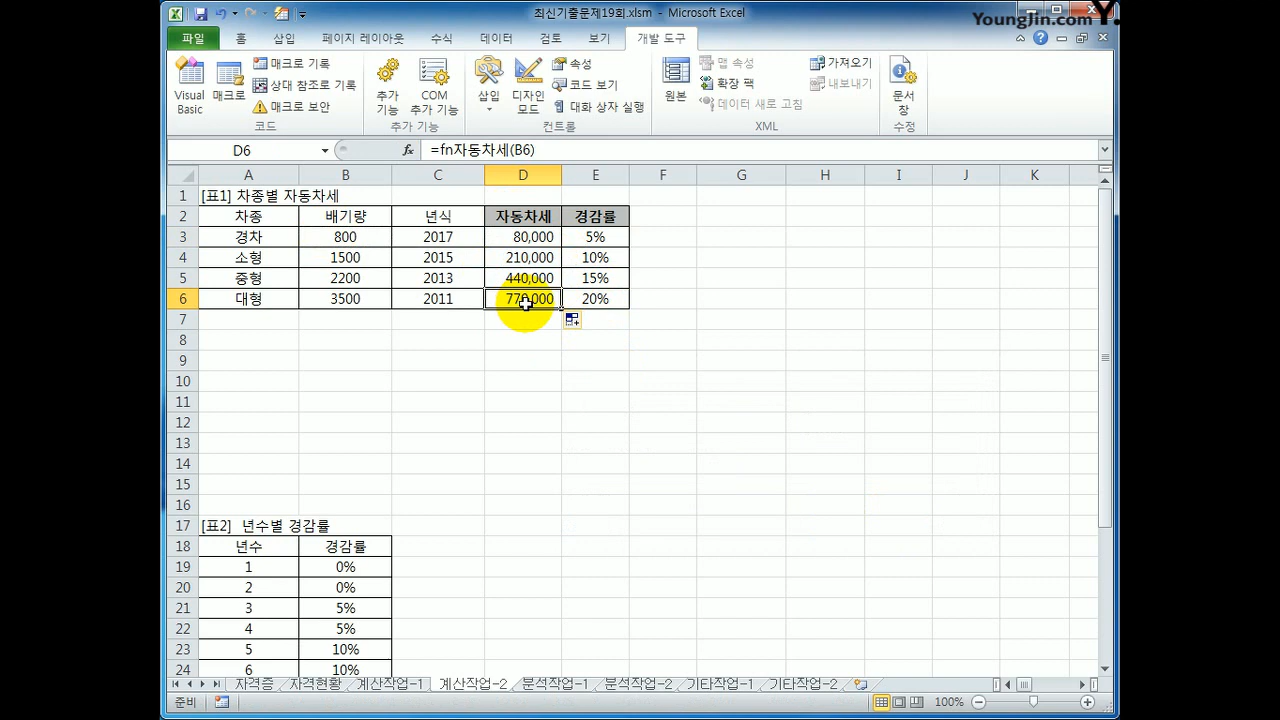 최신기출문제19회.xlsm - Microsoft Excel
YoungJin.com Y.
파일 홈 삽입 페이지 레이아웃 수식 데이터 검토 보기 개발 도구
Visual Basic
매크로
매크로 기록
상대 참조로 기록
매크로 보안
코드
추가 기능
COM 추가 기능
추가 기능
삽입
디자인 모드
속성
코드 보기
대화 상자 실행
컨트롤
원본
맵 속성
확장 팩
데이터 새로 고침
가져오기
내보내기
XML
문서 창
수정
D6 fx =fn자동차세(B6)
A B C D E F G H I J K
1 [표1] 차종별 자동차세
2 차종 배기량 년식 자동차세 경감률
3 경차 800 2017 80,000 5%
4 소형 1500 2015 210,000 10%
5 중형 2200 2013 440,000 15%
6 대형 3500 2011 770,000 20%
7
8
9
10
11
12
13
14
15
16
17 [표2] 년수별 경감률
18 년수 경감률
19 1 0%
20 2 0%
21 3 5%
22 4 5%
23 5 10%
24 6 10%
자격증 자격현황 계산작업-1 계산작업-2 분석작업-1 분석작업-2 기타작업-1 기타작업-2
준비 100%